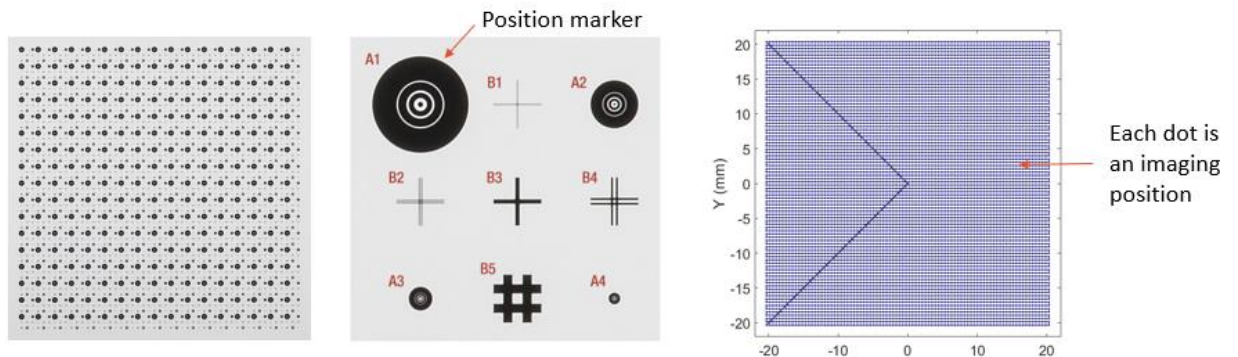 Position marker
A1
B1
A2
B2
B3
B4
A3
B5
A4
Y (mm)
20
15
10
5
0
-5
-10
-15
-20
-20
-10
0
10
20
Each dot is
an imaging
position